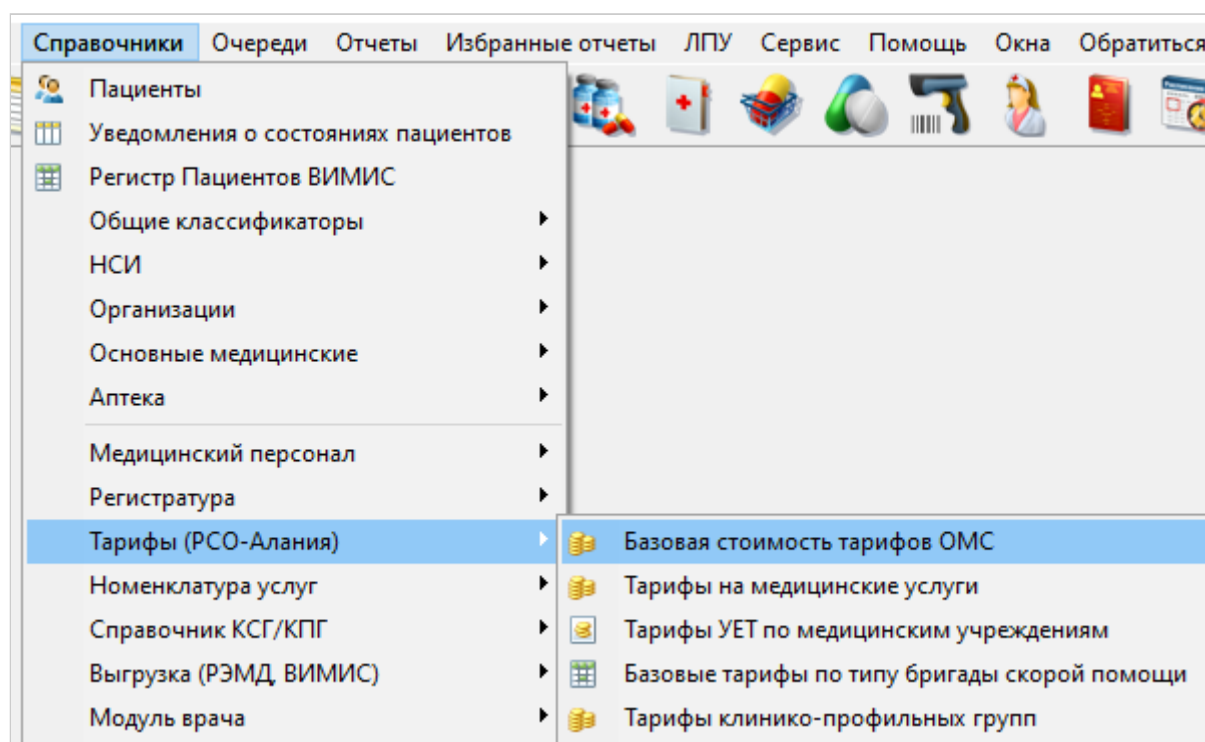 Справочники Очереди Отчеты Избранные отчеты ЛПУ Сервис Помощь Окна Обратиться
Пациенты
Уведомления о состояниях пациентов
Регистр Пациентов ВИМИС
Общие классификаторы
НСИ
Организации
Основные медицинские
Аптека
Медицинский персонал
Регистратура
Тарифы (РСО-Алания)
Номенклатура услуг
Справочник КСГ/КПГ
Выгрузка (РЭМД, ВИМИС)
Модуль врача
Базовая стоимость тарифов ОМС
Тарифы на медицинские услуги
Тарифы УЕТ по медицинским учреждениям
Базовые тарифы по типу бригады скорой помощи
Тарифы клинико-профильных групп